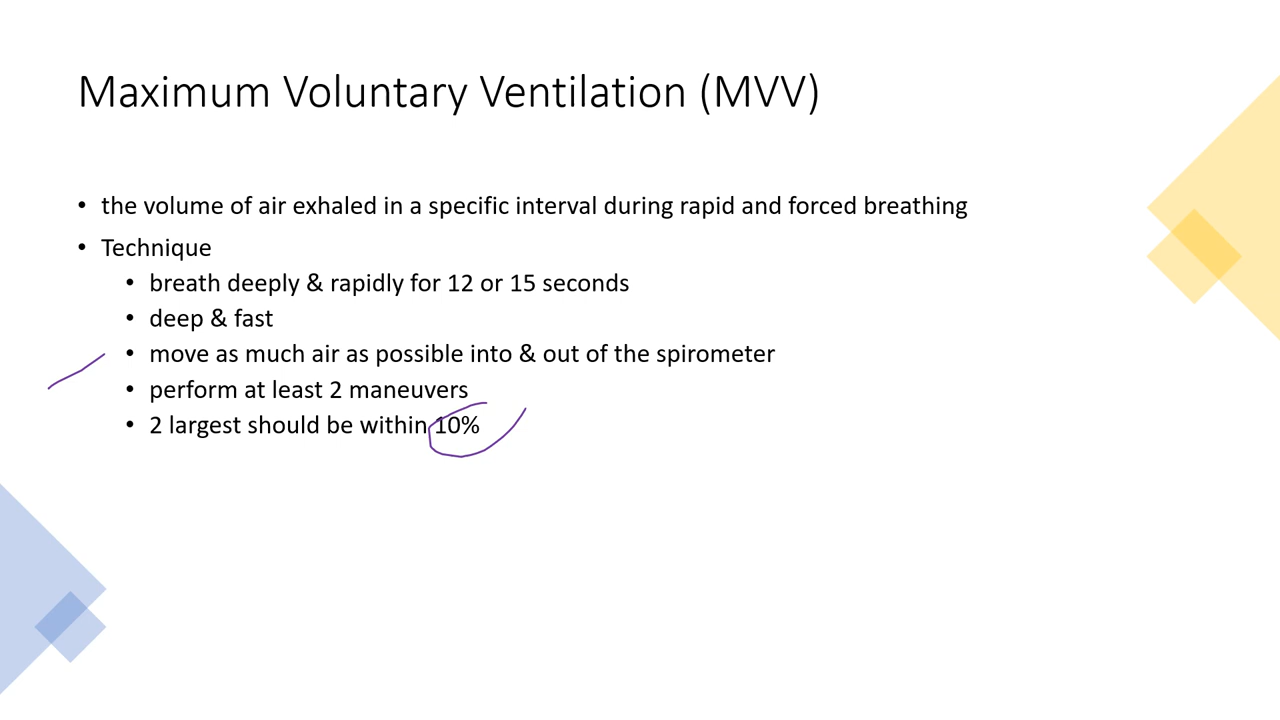 Maximum Voluntary Ventilation (MVV)
• the volume of air exhaled in a specific interval during rapid and forced breathing
• Technique
• breath deeply & rapidly for 12 or 15 seconds
• deep & fast
• move as much air as possible into & out of the spirometer
• perform at least 2 maneuvers
• 2 largest should be within 10%